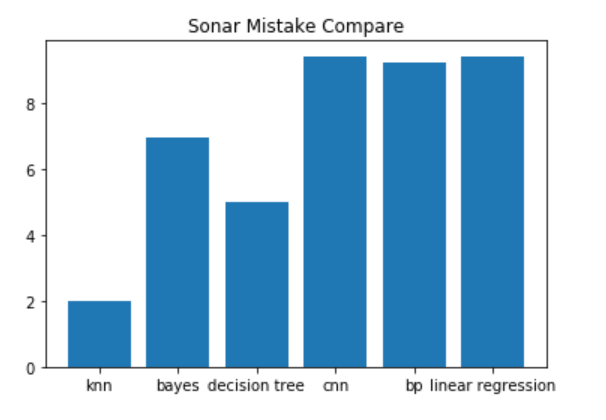 Sonar Mistake Compare
8
6
4
2
0
knn bayes decision tree cnn bp linear regression